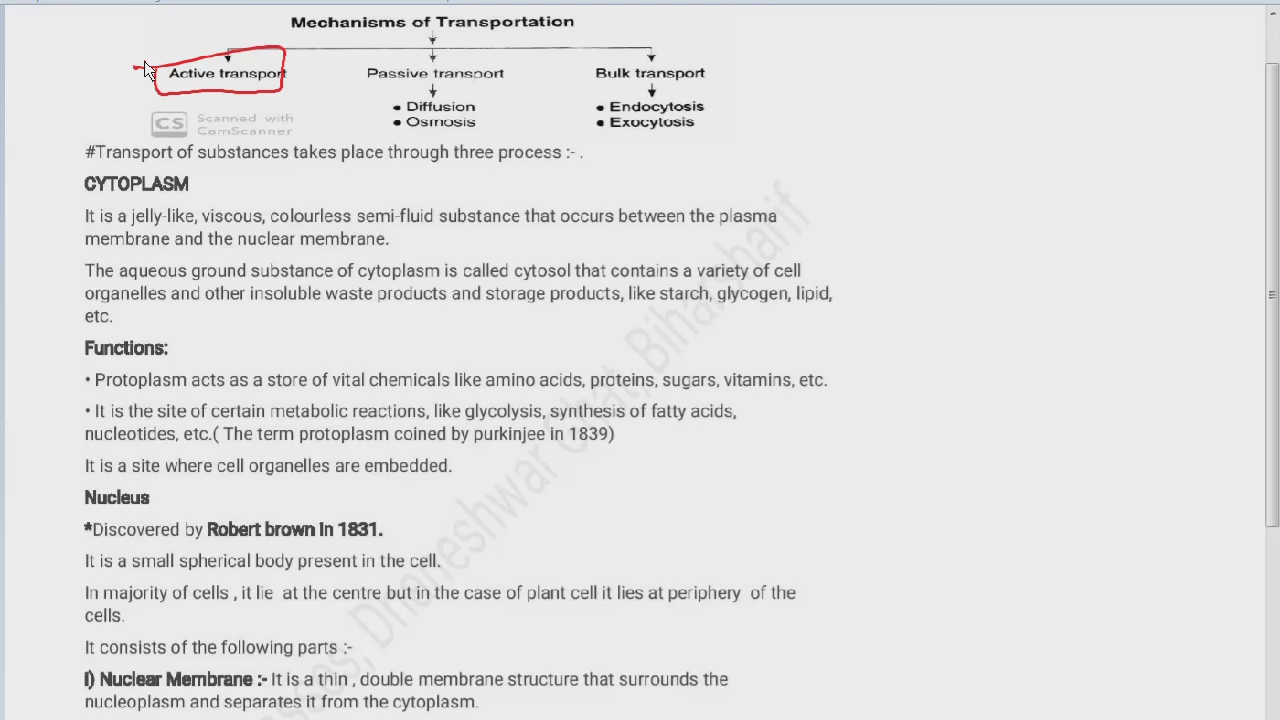 Mechanisms of Transportation
Active transport Passive transport Bulk transport
• Diffusion • Endocytosis
• Osmosis • Exocytosis
CS Scanned with
CamScanner
#Transport of substances takes place through three process :- .
CYTOPLASM
It is a jelly-like, viscous, colourless semi-fluid substance that occurs between the plasma
membrane and the nuclear membrane.
The aqueous ground substance of cytoplasm is called cytosol that contains a variety of cell
organelles and other insoluble waste products and storage products, like starch, glycogen, lipid,
etc.
Functions:
• Protoplasm acts as a store of vital chemicals like amino acids, proteins, sugars, vitamins, etc.
• It is the site of certain metabolic reactions, like glycolysis, synthesis of fatty acids,
nucleotides, etc.( The term protoplasm coined by purkinjee in 1839)
It is a site where cell organelles are embedded.
Nucleus
*Discovered by Robert brown in 1831.
It is a small spherical body present in the cell.
In majority of cells , it lie at the centre but in the case of plant cell it lies at periphery of the
cells.
It consists of the following parts :-
I) Nuclear Membrane :- It is a thin , double membrane structure that surrounds the
nucleoplasm and separates it from the cytoplasm.
Dhaneshwar Ghat, Biharsharif